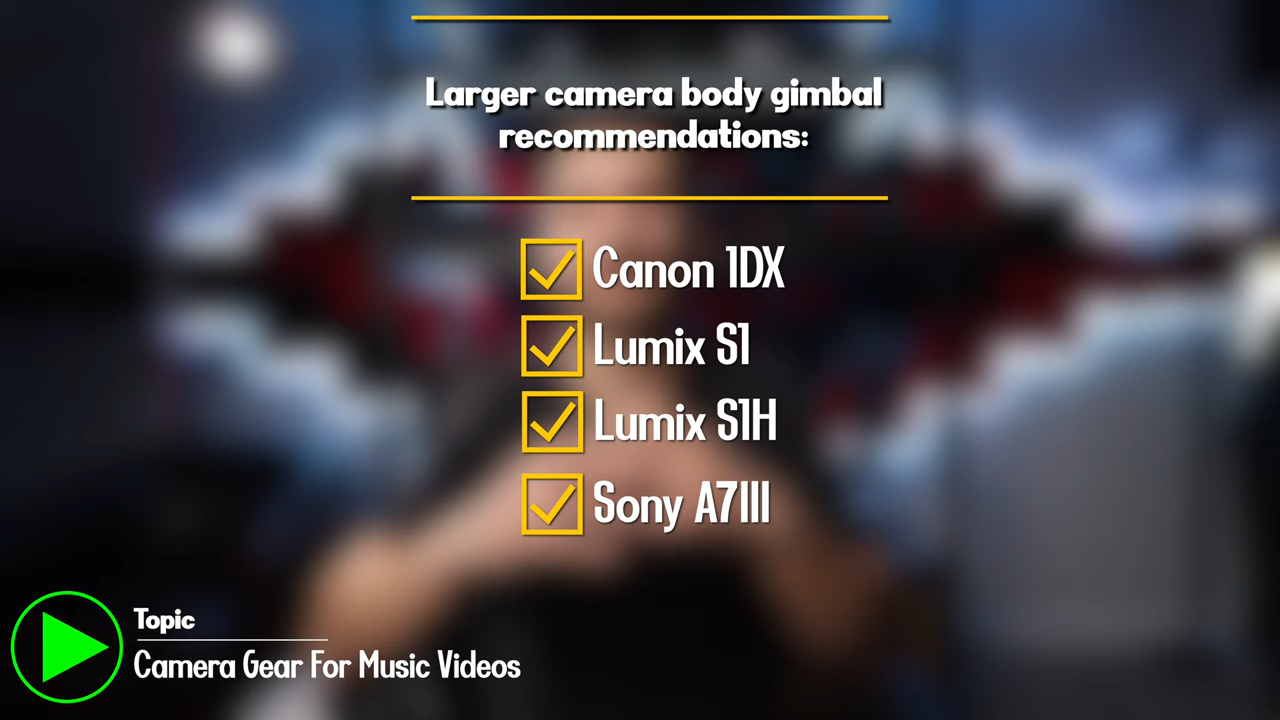 Larger camera body gimbal
recommendations:
Canon 1DX
Lumix S1
Lumix S1H
Sony A7III
Topic
Camera Gear For Music Videos